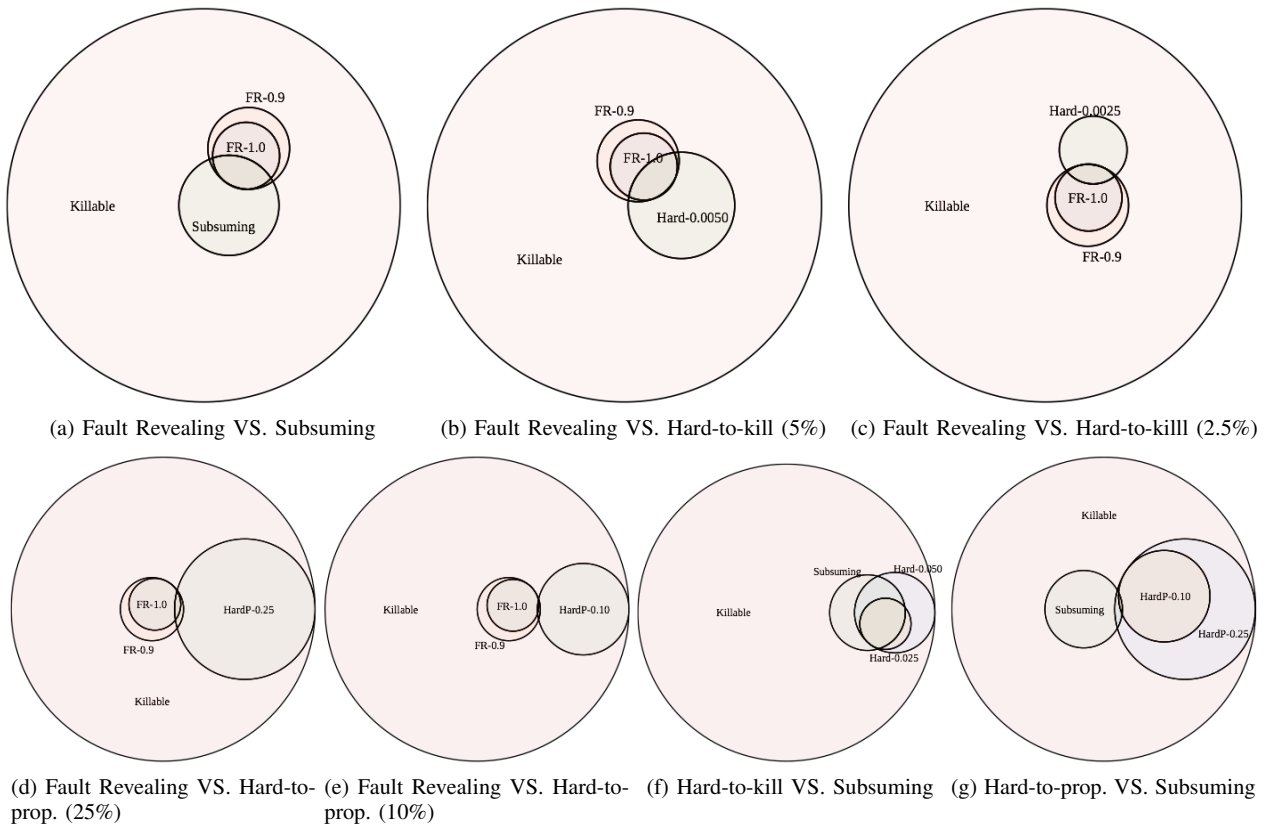 FR-0.9
FR-1.0
Killable
Subsuming
(a) Fault Revealing VS. Subsuming
FR-0.9
FR-1.0
Hard-0.0050
Killable
(b) Fault Revealing VS. Hard-to-kill (5%)
Hard-0.0025
Killable
FR-1.0
FR-0.9
(c) Fault Revealing VS. Hard-to-killl (2.5%)
FR-1.0
HardP-0.25
FR-0.9
Killable
(d) Fault Revealing VS. Hard-to-
prop. (25%)
Killable
FR-1.0
HardP-0.10
FR-0.9
(e) Fault Revealing VS. Hard-to-
prop. (10%)
Subsuming
Hard-0.050
Killable
Hard-0.025
(f) Hard-to-kill VS. Subsuming
Killable
HardP-0.10
Subsuming
HardP-0.25
(g) Hard-to-prop. VS. Subsuming